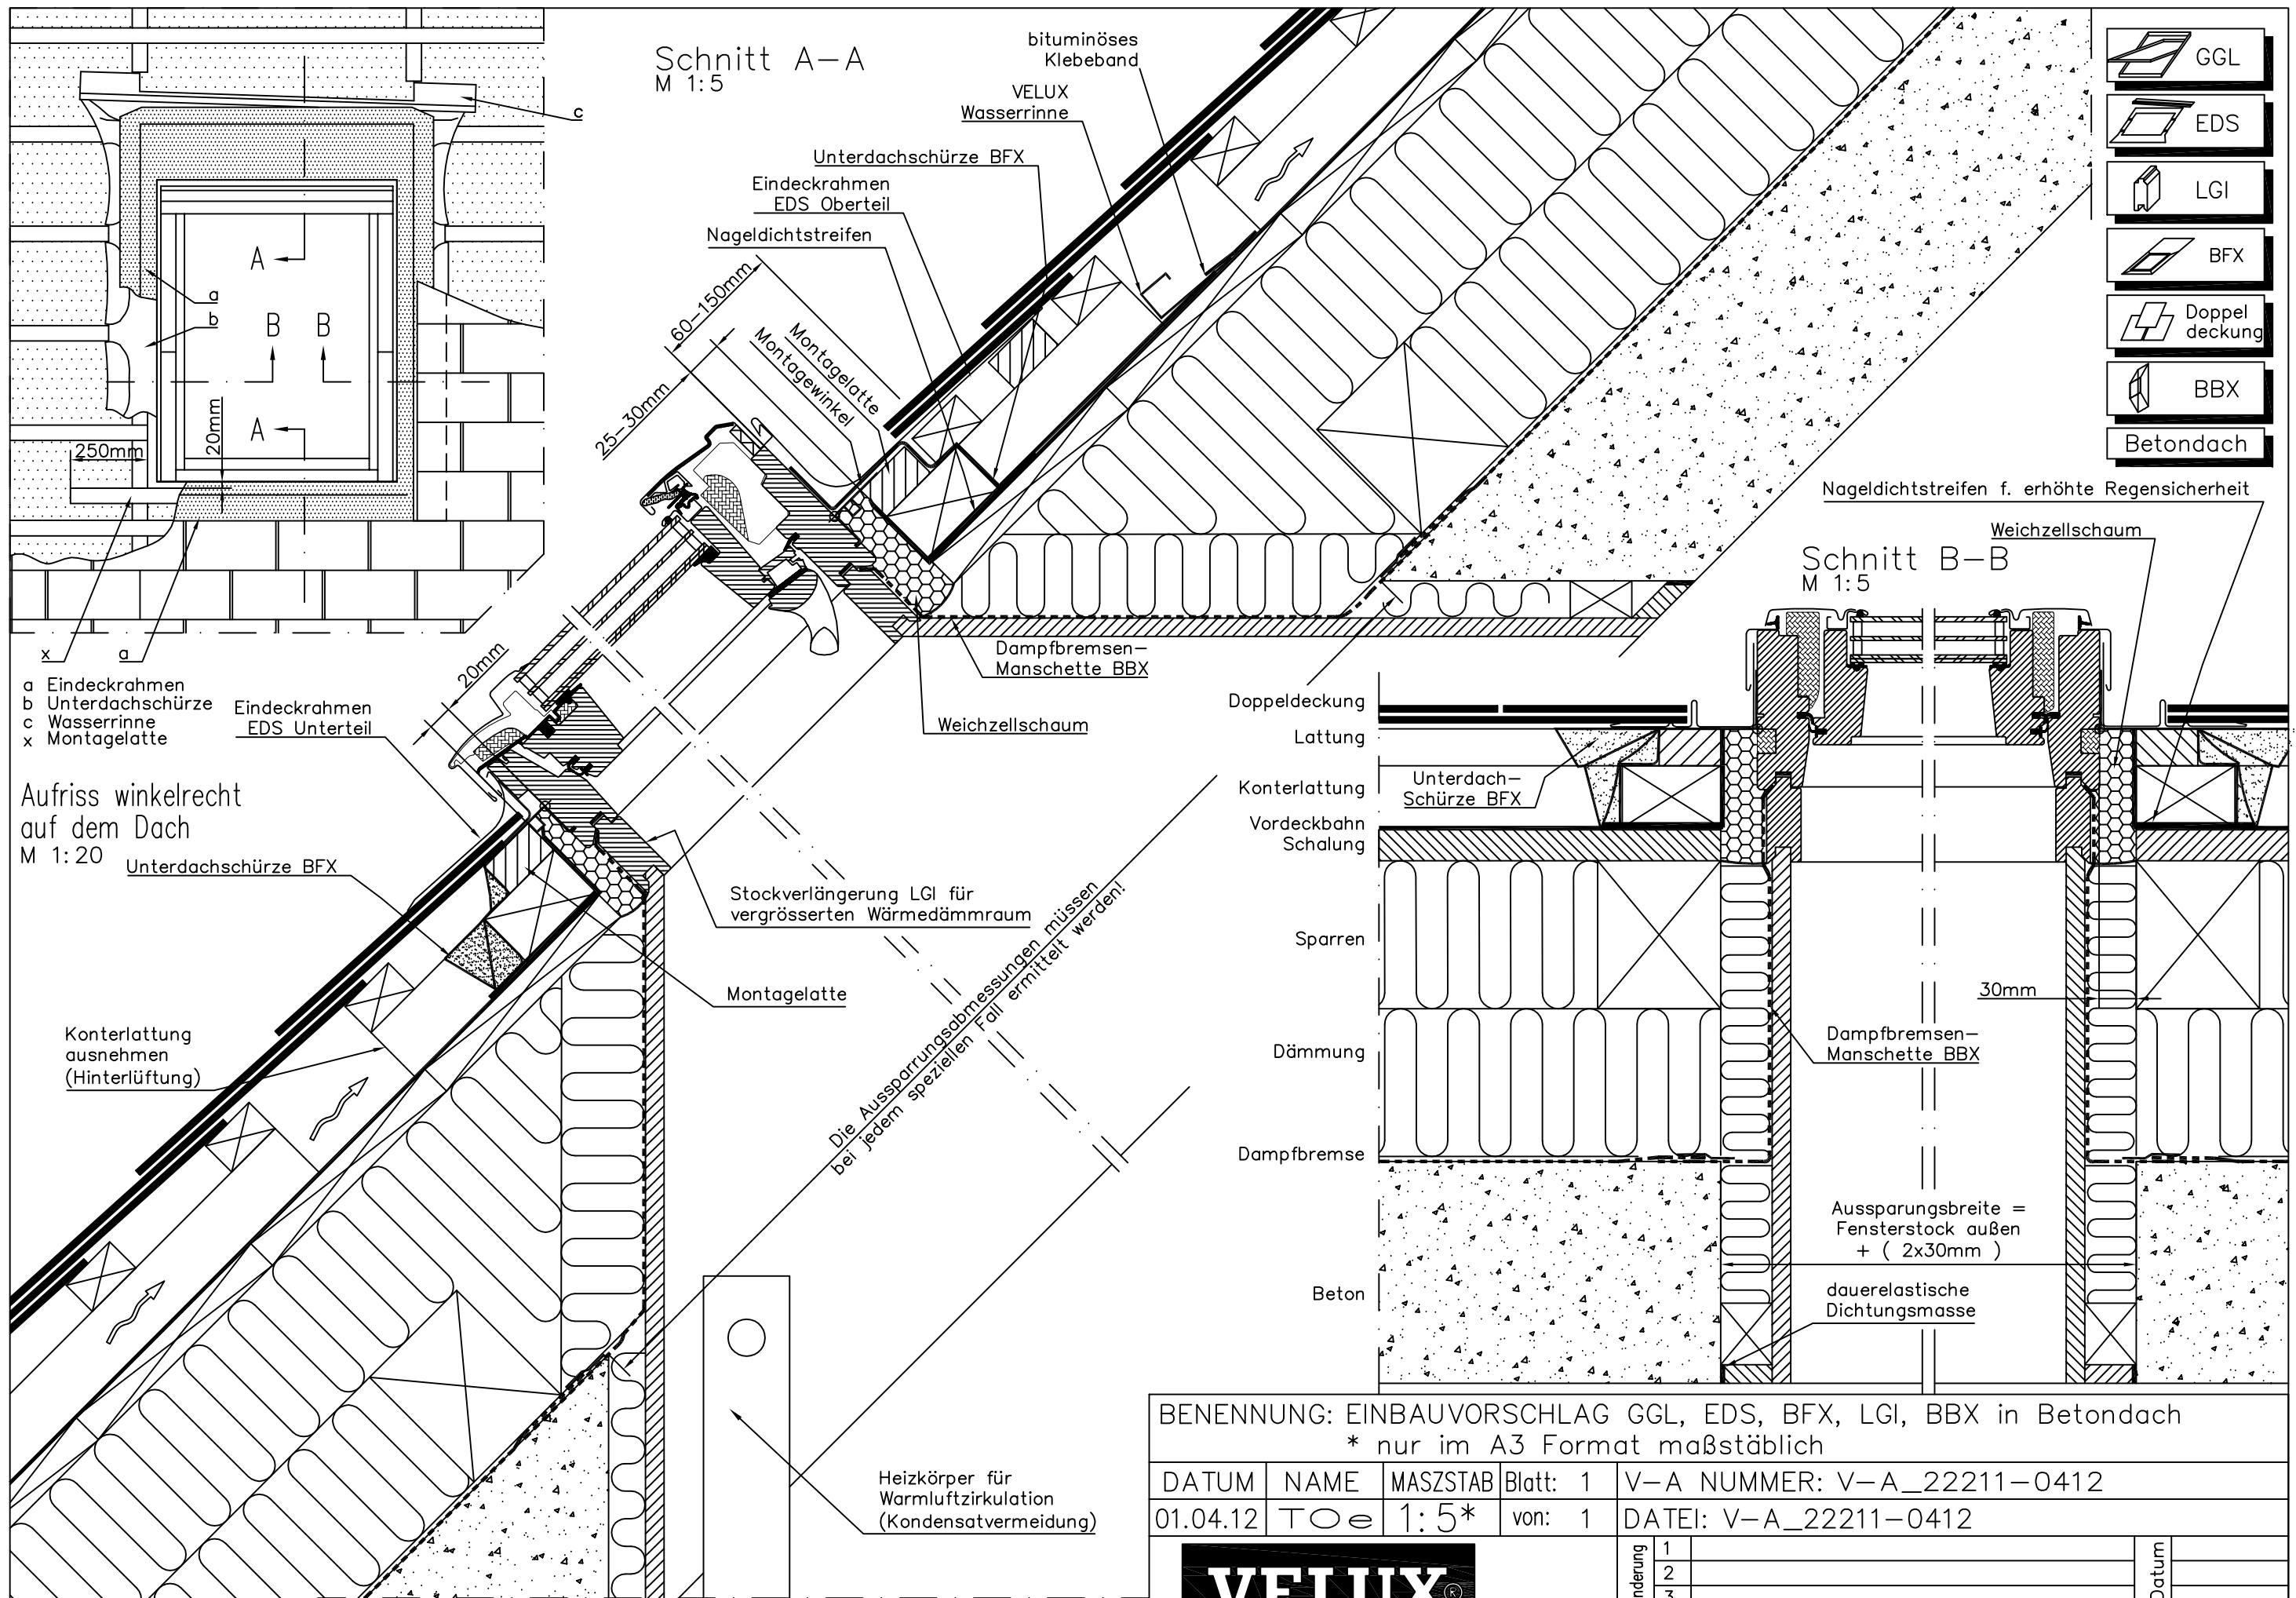 c
A
a
b
B B
A
20mm
250mm
x a
a Eindeckrahmen
b Unterdachschürze
c Wasserrinne
x Montagelatte
Aufriss winkelrecht
auf dem Dach
M 1:20
Schnitt A-A
M 1:5
bituminöses
Klebeband
VELUX
Wasserrinne
Unterdachschürze BFX
Eindeckrahmen
EDS Oberteil
Nageldichtstreifen
60-150mm
25-30mm
Montagelatte
Montagewinkel
20mm
Dampfbremsen-
Manschette BBX
Weichzellschaum
Eindeckrahmen
EDS Unterteil
Unterdachschürze BFX
Stockverlängerung LGI für
vergrösserten Wärmedämmraum
Montagelatte
Konterlattung
ausnehmen
(Hinterlüftung)
Die Aussparrungsabmessungen müssen
bei jedem speziellen Fall ermittelt werden!
Heizkörper für
Warmluftzirkulation
(Kondensatvermeidung)
GGL
EDS
LGI
BFX
Doppel
deckung
BBX
Betondach
Nageldichtstreifen f. erhöhte Regensicherheit
Weichzellschaum
Schnitt B-B
M 1:5
Doppeldeckung
Lattung
Konterlattung
Vordeckbahn
Schalung
Sparren
Dämmung
Dampfbremse
Beton
Unterdach-
Schürze BFX
30mm
Dampfbremsen-
Manschette BBX
Aussparungsbreite =
Fensterstock außen
+ ( 2x30mm )
dauerelastische
Dichtungsmasse
BENENNUNG: EINBAUVORSCHLAG GGL, EDS, BFX, LGI, BBX in Betondach
* nur im A3 Format maßstäblich
DATUM NAME MASZSTAB Blatt: 1 V-A NUMMER: V-A_22211-0412
01.04.12 TOe 1:5* von: 1 DATEI: V-A_22211-0412
VELUX ®
1
2
3
Datum